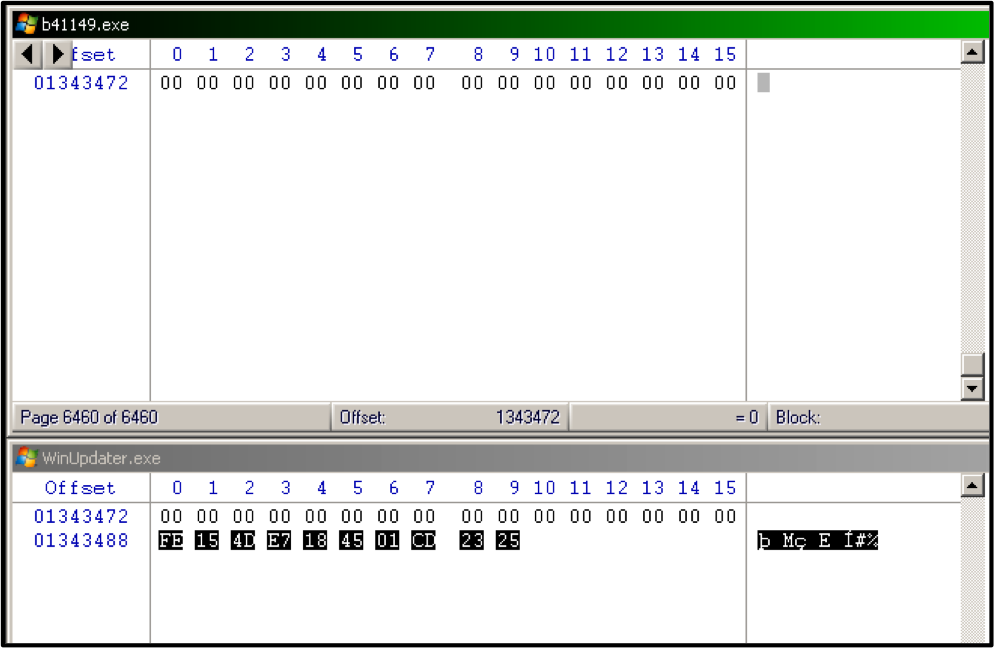 b41149.exe
fset 0 1 2 3 4 5 6 7 8 9 10 11 12 13 14 15
01343472 00 00 00 00 00 00 00 00 00 00 00 00 00 00 00 00
Page 6460 of 6460 Offset: 1343472 = 0 Block:
WinUpdater.exe
Offset 0 1 2 3 4 5 6 7 8 9 10 11 12 13 14 15
01343472 00 00 00 00 00 00 00 00 00 00 00 00 00 00 00 00
01343488 FE 15 4D E7 18 45 01 CD 23 25 þ Mç E Í#%